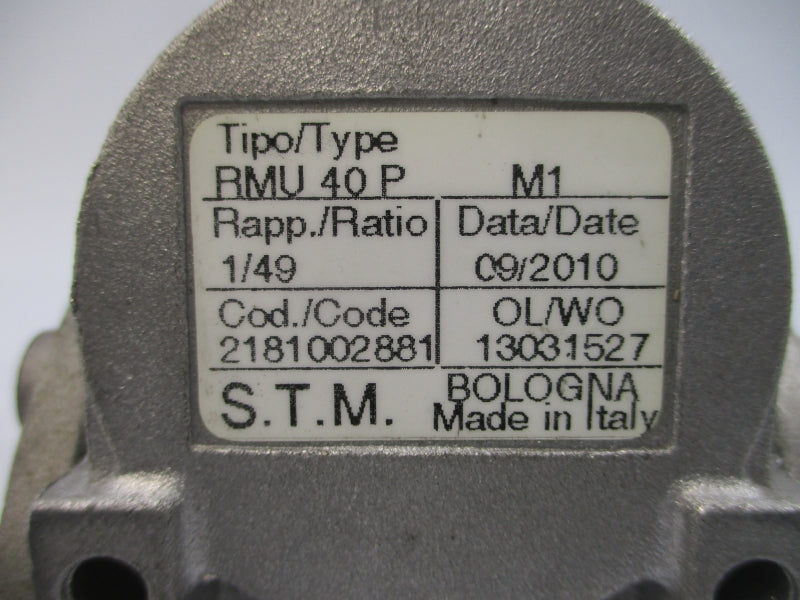 Tipo/Type
RMU 40 P M1
Rapp./Ratio Data/Date
1/49 09/2010
Cod./Code OL/WO
2181002881 13031527
S.T.M. BOLOGNA
Made in Italy